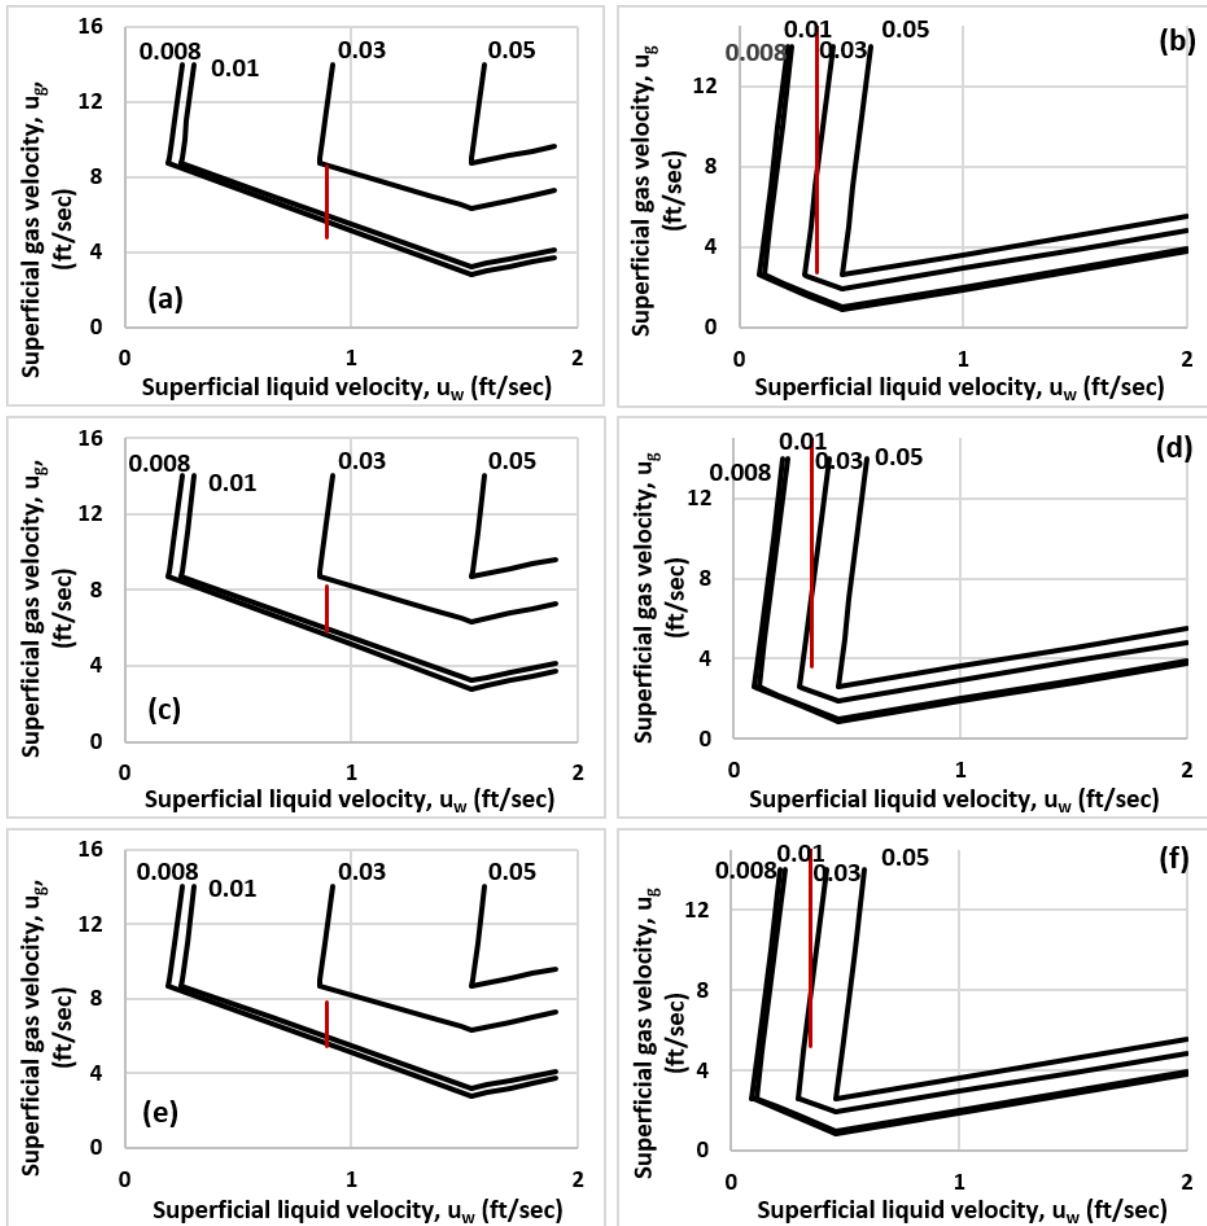 16
12
8
4
0
0.008
0.01
0.03
0.05
(a)
0
1
2
Superficial gas velocity, ug,
(ft/sec)
Superficial liquid velocity, uw (ft/sec)
12
8
4
0
0.008
0.01
0.03
0.05
(b)
0
1
2
Superficial gas velocity, ug
(ft/sec)
Superficial liquid velocity, uw (ft/sec)
16
12
8
4
0
0.008
0.01
0.03
0.05
(c)
0
1
2
Superficial gas velocity, ug,
(ft/sec)
Superficial liquid velocity, uw (ft/sec)
12
8
4
0
0.008
0.01
0.03
0.05
(d)
0
1
2
Superficial gas velocity, ug
(ft/sec)
Superficial liquid velocity, uw (ft/sec)
16
12
8
4
0
0.008
0.01
0.03
0.05
(e)
0
1
2
Superficial gas velocity, ug,
(ft/sec)
Superficial liquid velocity, uw (ft/sec)
12
8
4
0
0.008
0.01
0.03
0.05
(f)
0
1
2
Superficial gas velocity, ug
(ft/sec)
Superficial liquid velocity, uw (ft/sec)